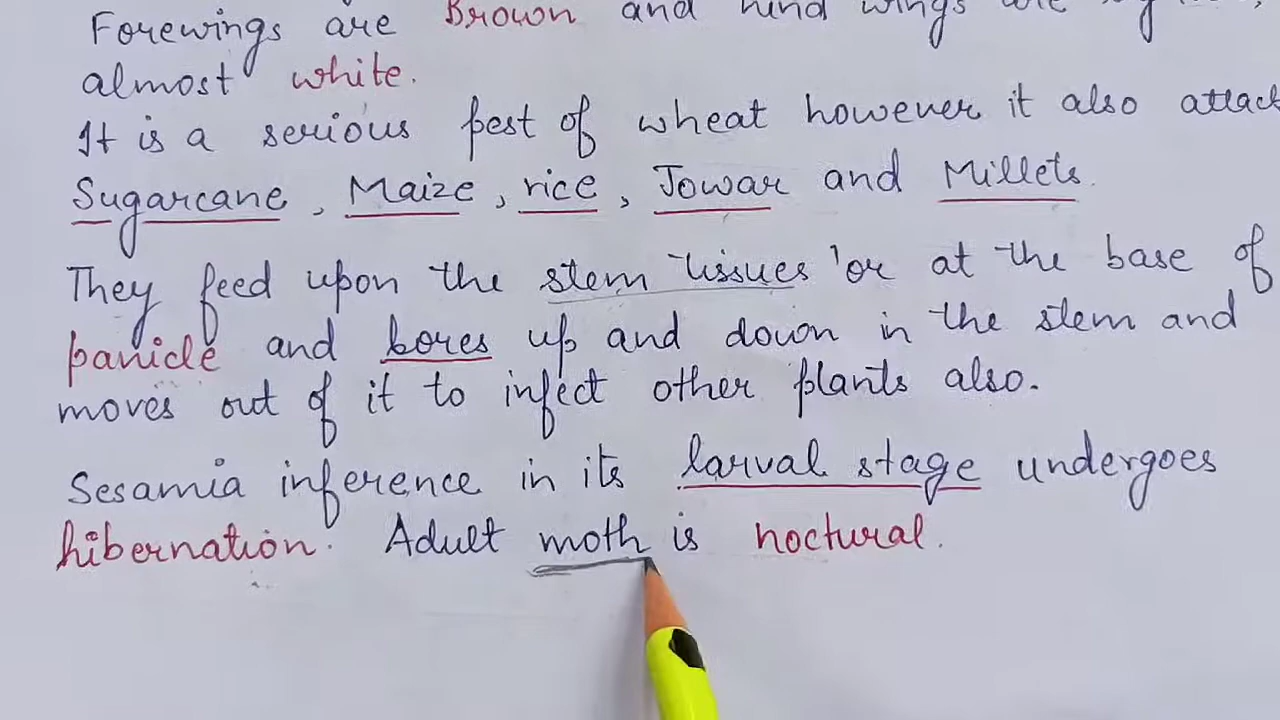 Forewings are Brown and hind wings are
almost white.
It is a serious pest of wheat however it also attack
Sugarcane, Maize, rice, Jowar and Millets.
They feed upon the stem tissues or at the base of
panicle and bores up and down in the stem and
moves out of it to infect other plants also.
Sesamia inference in its larval stage undergoes
hibernation. Adult moth is noctural.